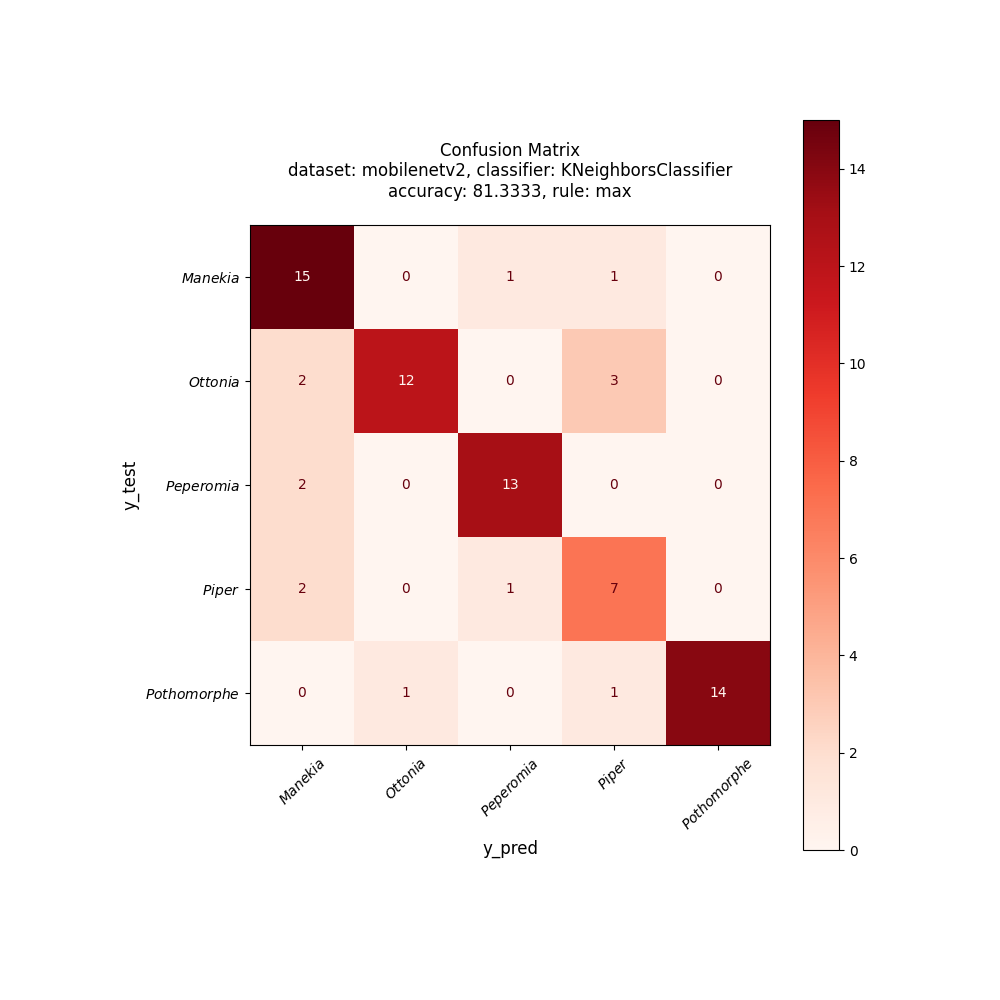 Confusion Matrix
dataset: mobilenetv2, classifier: KNeighborsClassifier
accuracy: 81.3333, rule: max
Manekia 15 0 1 1 0
Ottonia 2 12 0 3 0
Peperomia 2 0 13 0 0
Piper 2 0 1 7 0
Pothomorphe 0 1 0 1 14
Manekia Ottonia Peperomia Piper Pothomorphe
y_test
y_pred
14
12
10
8
6
4
2
0